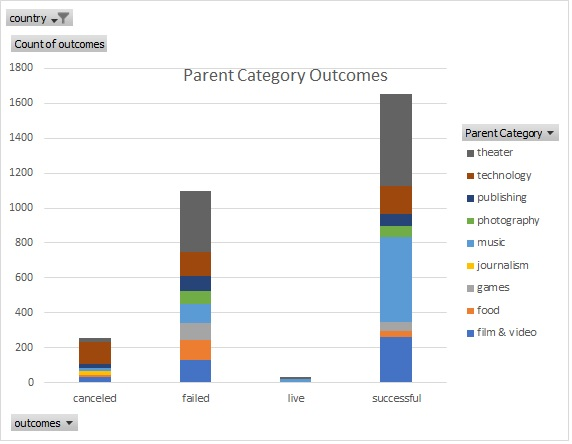 country
Count of outcomes
Parent Category Outcomes
1800
1600
1400
1200
1000
800
600
400
200
0
canceled
failed
live
successful
Parent Category
theater
technology
publishing
photography
music
journalism
games
food
film & video
outcomes